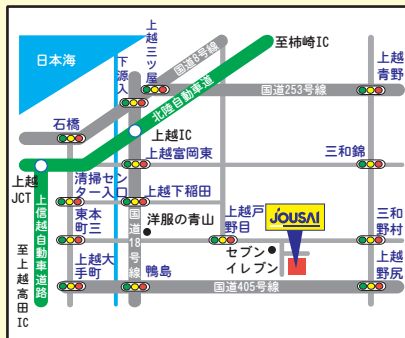 至柿崎IC
上越三ツ屋
国道8号線
日本海
下源入
上越青野
国道253号線
北陸自動車道
石橋
上越IC
上越富岡東
三和錦
上越JCT
清掃センター入口
上越下稲田
上信越自動車道路
国道18号線
洋服の青山
上越戸野目
JOUSAI
東本町三
三和野村
セブンイレブン
上越大手町
鴨島
国道405号線
上越野尻
至上越高田IC